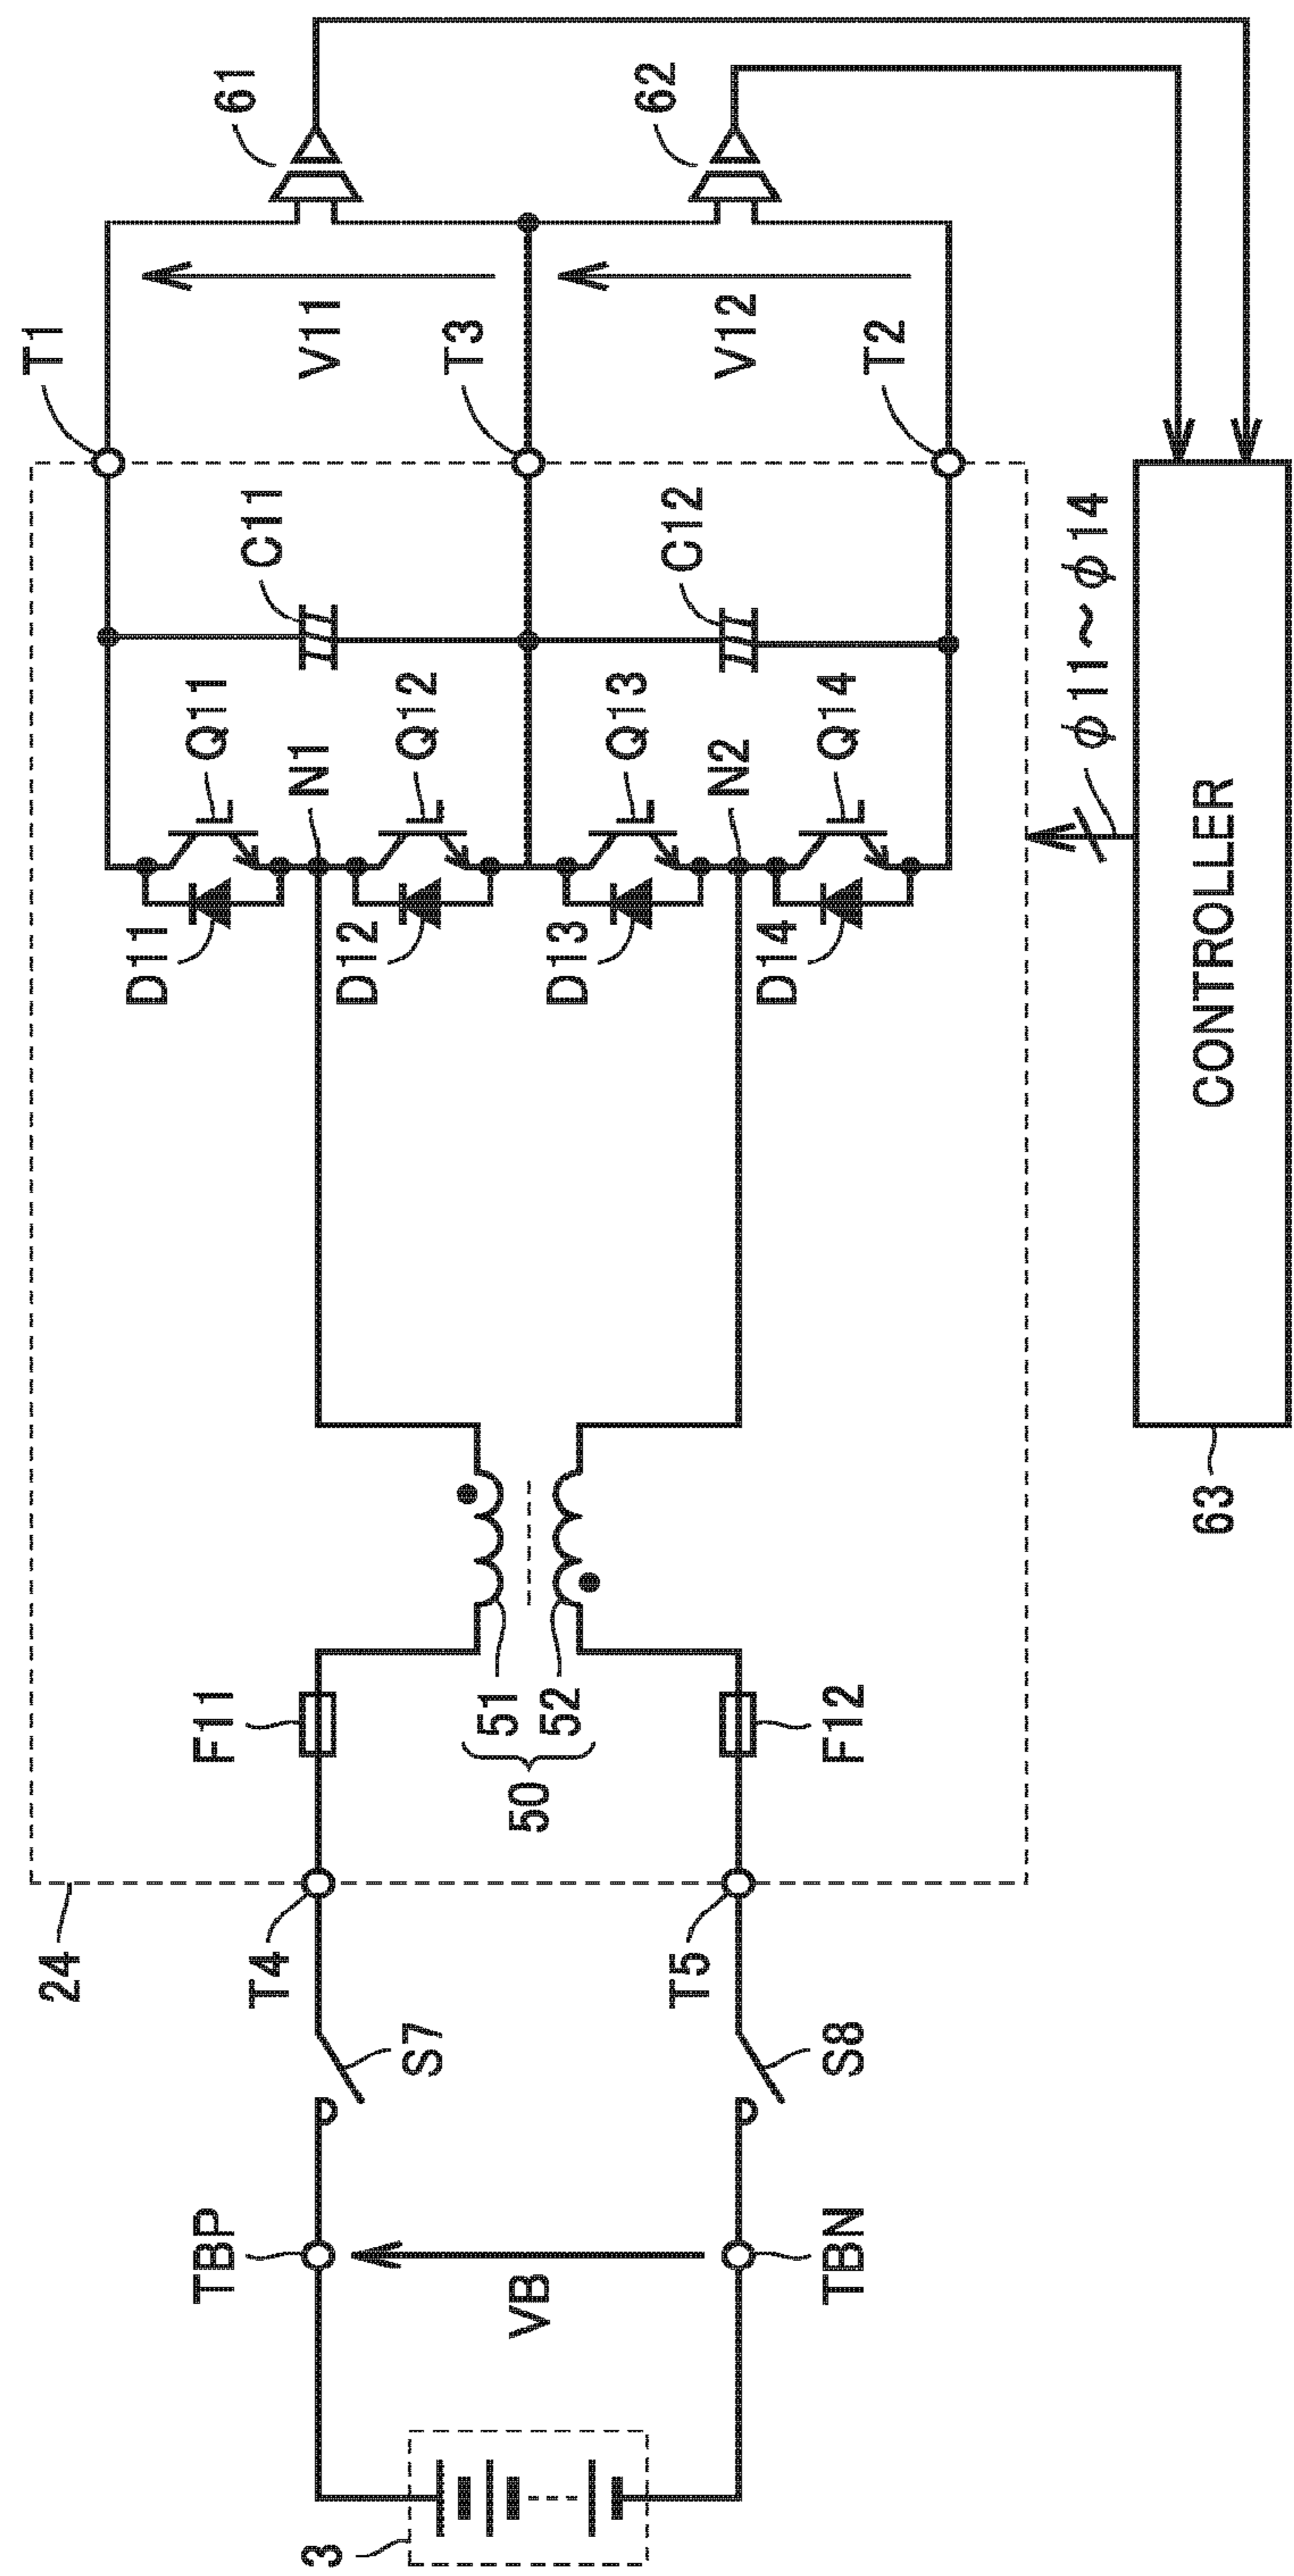 3
TBP
VB
TBN
S7
S8
24
T4
T5
F11
51
52
50
F12
D11
Q11
N1
D12
Q12
D13
Q13
N2
D14
Q14
C11
C12
T1
V11
T3
V12
T2
61
62
φ11~φ14
CONTROLLER
63